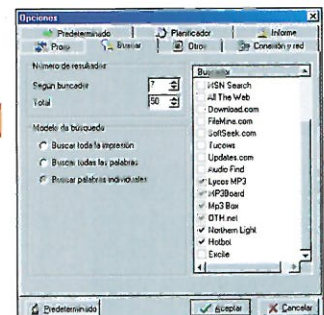 Opciones
Predeterminado
Planificador
Informe
Proxy
Buscar
Otros
Conexión y red
Número de resultados
Según buscador 7
Total 50
Modelo de búsqueda
Buscar toda la impresión
Buscar todas las palabras
Buscar palabras individuales
Buscador
MSN Search
All The Web
Download.com
FileMine.com
SoftSeek.com
Tucows
Updates.com
Audio Find
Lycos MP3
MP3Board
Mp3 Box
OTH.net
Northern Light
Hotbot
Excite
Predeterminado
Aceptar
Cancelar